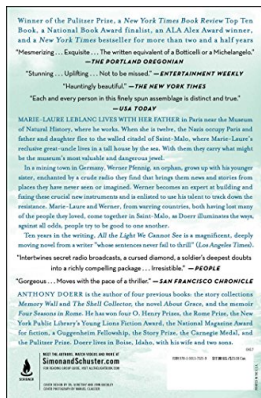 Winner of the Pulitzer Prize, a New York Times Book Review Top Ten
Book, a National Book Award finalist, an ALA Alex Award winner,
and a New York Times bestseller for more than two and a half years
"Mesmerizing . . . Exquisite . . . The written equivalent of a Botticelli or a Michelangelo."
—THE PORTLAND OREGONIAN
"Stunning . . . Uplifting . . . Not to be missed." —ENTERTAINMENT WEEKLY
"Hauntingly beautiful." —THE NEW YORK TIMES
"Each and every person in this finely spun assemblage is distinct and true."
—USA TODAY
MARIE-LAURE LEBLANC LIVES WITH HER FATHER in Paris near the Museum
of Natural History, where he works. When she is twelve, the Nazis occupy Paris and
father and daughter flee to the walled citadel of Saint-Malo, where Marie-Laure's
reclusive great-uncle lives in a tall house by the sea. With them they carry what might
be the museum's most valuable and dangerous jewel.
In a mining town in Germany, Werner Pfennig, an orphan, grows up with his younger
sister, enchanted by a crude radio they find that brings them news and stories from
places they have never seen or imagined. Werner becomes an expert at building and
fixing these crucial new instruments and is enlisted to use his talent to track down the
resistance. Marie-Laure and Werner, from warring countries, both having lost many
of the people they loved, come together in Saint-Malo, as Doerr illuminates the ways,
against all odds, people try to be good to one another.
Ten years in the writing, All the Light We Cannot See is a magnificent, deeply
moving novel from a writer "whose sentences never fail to thrill" (Los Angeles Times).
"Intertwines secret radio broadcasts, a cursed diamond, a soldier's deepest doubts
into a richly compelling package . . . Irresistible." —PEOPLE
"Gorgeous . . . Moves with the pace of a thriller." —SAN FRANCISCO CHRONICLE
ANTHONY DOERR is the author of four previous books: the story collections
Memory Wall and The Shell Collector, the novel About Grace, and the memoir
Four Seasons in Rome. He has won four O. Henry Prizes, the Rome Prize, the New
York Public Library's Young Lions Fiction Award, the National Magazine Award
for fiction, a Guggenheim Fellowship, the Story Prize, the Carnegie Medal, and
the Pulitzer Prize. Doerr lives in Boise, Idaho, with his wife and two sons.
MEET THE AUTHORS, WATCH VIDEOS AND MORE AT
SimonandSchuster.com
SCRIBNER